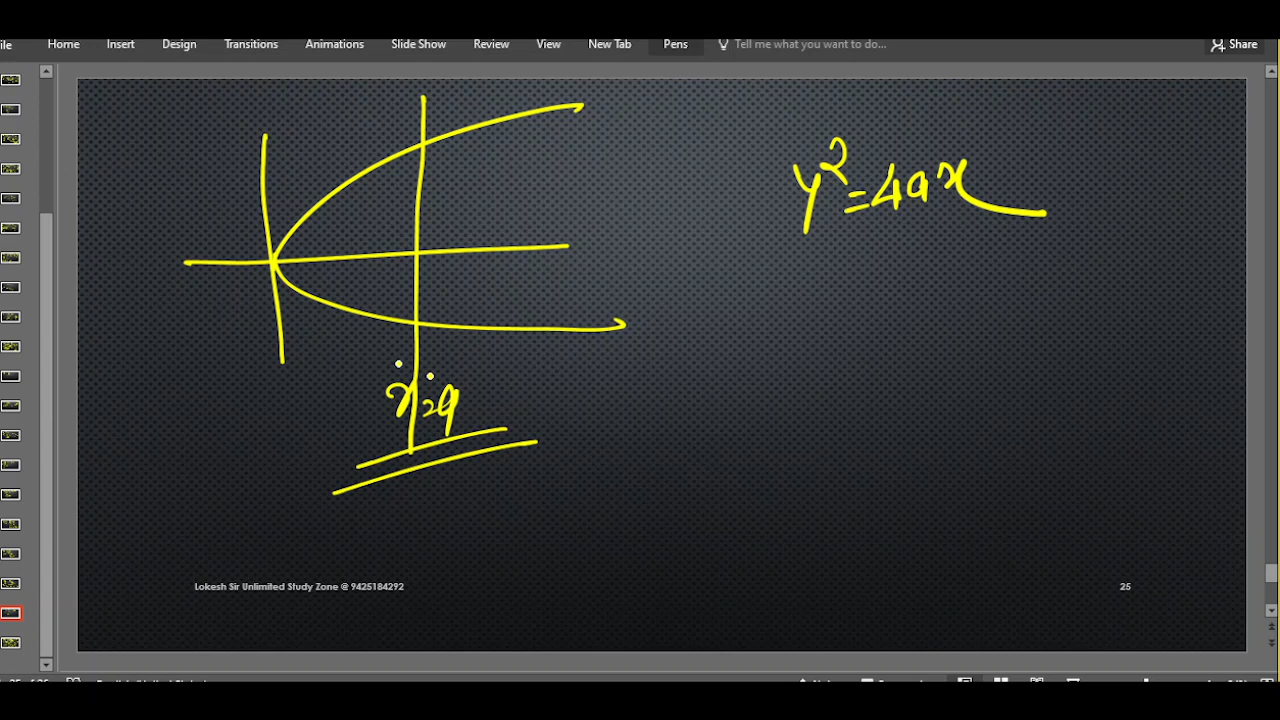 ile Home Insert Design Transitions Animations Slide Show Review View New Tab Pens Tell me what you want to do... Share
y²=4ax
x=a
Lokesh Sir Unlimited Study Zone @ 9425184292
25